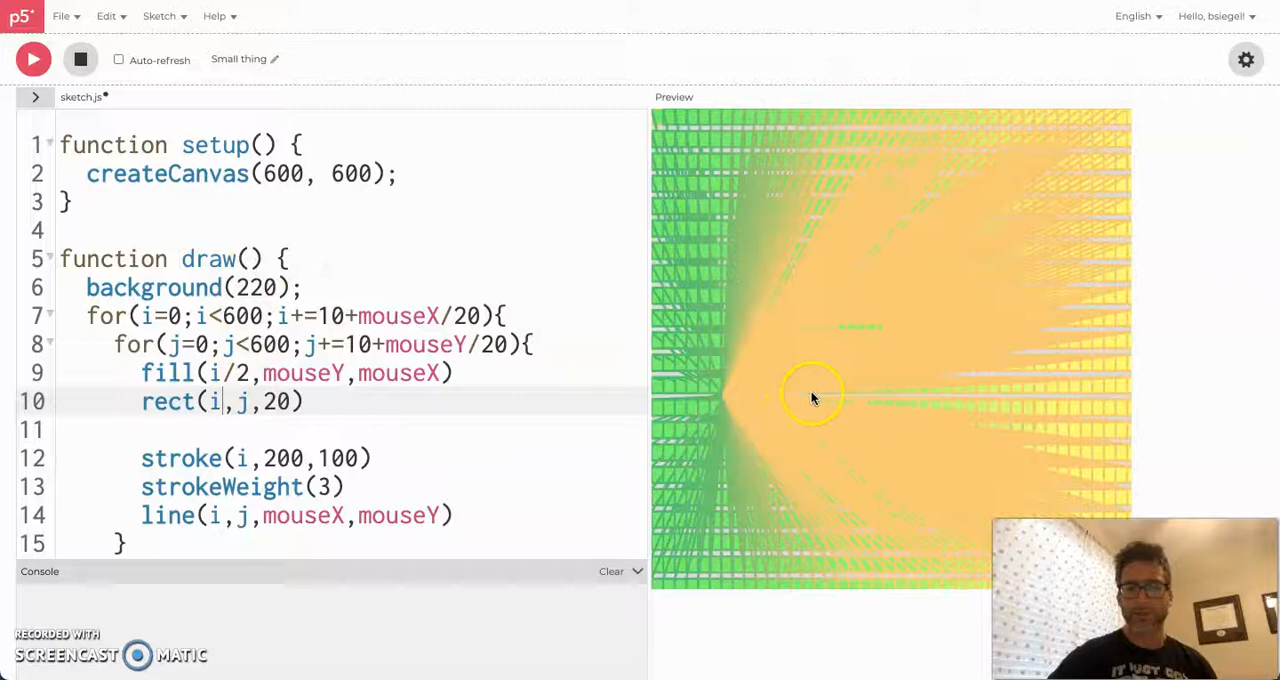 p5* File Edit Sketch Help English Hello, bsiegel!
Auto-refresh Small thing
> sketch.js Preview
1 function setup() {
2 createCanvas(600, 600);
3 }
4
5 function draw() {
6 background(220);
7 for(i=0;i<600;i+=10+mouseX/20){
8 for(j=0;j<600;j+=10+mouseY/20){
9 fill(i/2,mouseY,mouseX)
10 rect(i,j,20)
11
12 stroke(i,200,100)
13 strokeWeight(3)
14 line(i,j,mouseX,mouseY)
15 }
Console Clear
RECORDED WITH
SCREENCAST MATIC